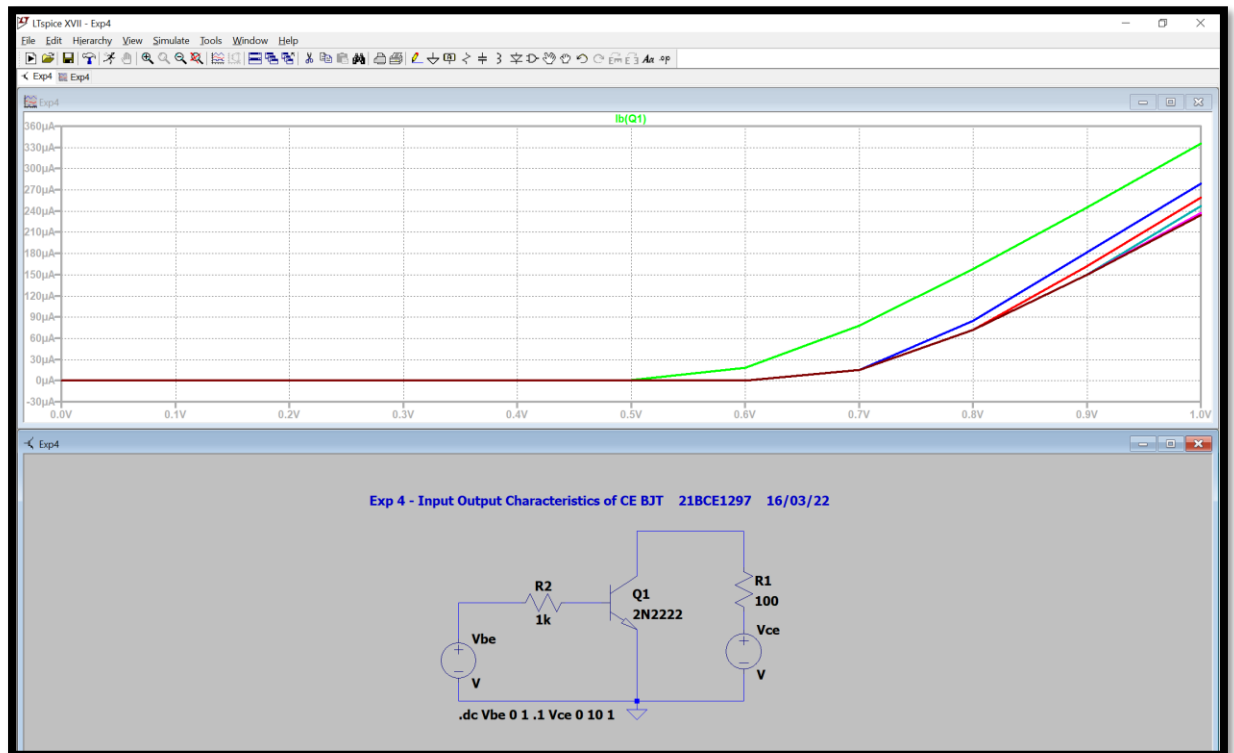 LTspice XVII - Exp4
File Edit Hierarchy View Simulate Tools Window Help
Exp4 Exp4
Exp4
Ib(Q1)
360µA
330µA
300µA
270µA
240µA
210µA
180µA
150µA
120µA
90µA
60µA
30µA
0µA
-30µA
0.0V 0.1V 0.2V 0.3V 0.4V 0.5V 0.6V 0.7V 0.8V 0.9V 1.0V
Exp4
Exp 4 - Input Output Characteristics of CE BJT 21BCE1297 16/03/22
R2
1k
Q1
2N2222
R1
100
Vbe
V
Vce
V
.dc Vbe 0 1 .1 Vce 0 10 1